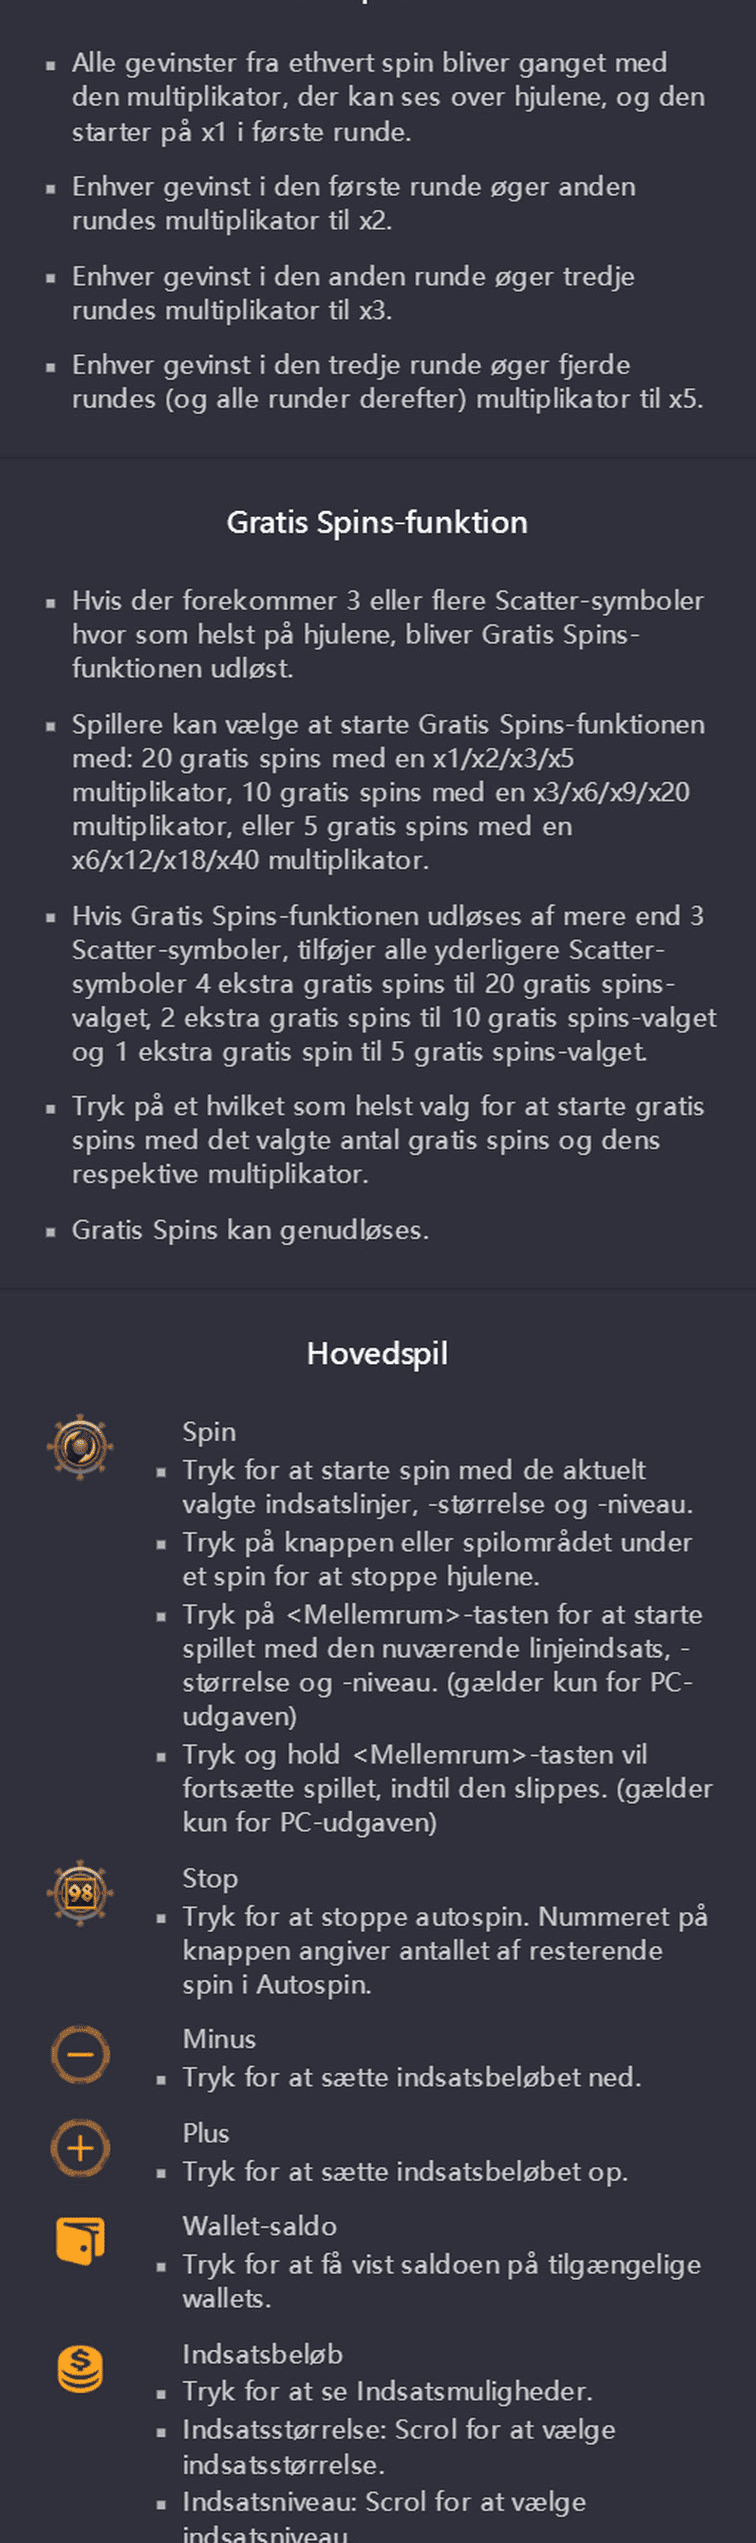 Alle gevinster fra ethvert spin bliver ganget med
den multiplikator, der kan ses over hjulene, og den
starter på x1 i første runde.
Enhver gevinst i den første runde øger anden
rundes multiplikator til x2.
Enhver gevinst i den anden runde øger tredje
rundes multiplikator til x3.
Enhver gevinst i den tredje runde øger fjerde
rundes (og alle runder derefter) multiplikator til x5.
Gratis Spins-funktion
Hvis der forekommer 3 eller flere Scatter-symboler
hvor som helst på hjulene, bliver Gratis Spins-
funktionen udløst.
Spillere kan vælge at starte Gratis Spins-funktionen
med: 20 gratis spins med en x1/x2/x3/x5
multiplikator, 10 gratis spins med en x3/x6/x9/x20
multiplikator, eller 5 gratis spins med en
x6/x12/x18/x40 multiplikator.
Hvis Gratis Spins-funktionen udløses af mere end 3
Scatter-symboler, tilføjer alle yderligere Scatter-
symboler 4 ekstra gratis spins til 20 gratis spins-
valget, 2 ekstra gratis spins til 10 gratis spins-valget
og 1 ekstra gratis spin til 5 gratis spins-valget.
Tryk på et hvilket som helst valg for at starte gratis
spins med det valgte antal gratis spins og dens
respektive multiplikator.
Gratis Spins kan genudløses.
Hovedspil
Spin
Tryk for at starte spin med de aktuelt
valgte indsatslinjer, -størrelse og -niveau.
Tryk på knappen eller spilområdet under
et spin for at stoppe hjulene.
Tryk på <Mellemrum>-tasten for at starte
spillet med den nuværende linjeindsats, -
størrelse og -niveau. (gælder kun for PC-
udgaven)
Tryk og hold <Mellemrum>-tasten vil
fortsætte spillet, indtil den slippes. (gælder
kun for PC-udgaven)
98
Stop
Tryk for at stoppe autospin. Nummeret på
knappen angiver antallet af resterende
spin i Autospin.
Minus
Tryk for at sætte indsatsbeløbet ned.
Plus
Tryk for at sætte indsatsbeløbet op.
Wallet-saldo
Tryk for at få vist saldoen på tilgængelige
wallets.
$
Indsatsbeløb
Tryk for at se Indsatsmuligheder.
Indsatsstørrelse: Scrol for at vælge
indsatsstørrelse.
Indsatsniveau: Scrol for at vælge
indsatsniveau